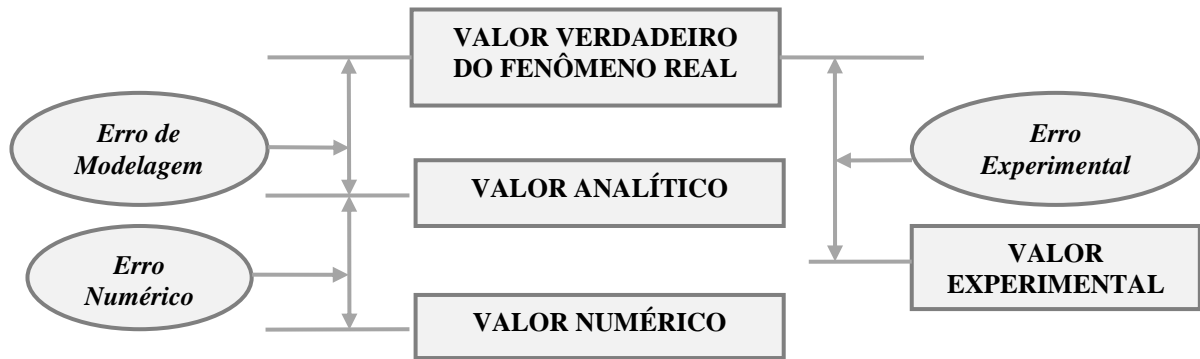 VALOR VERDADEIRO
DO FENÔMENO REAL
Erro de
Modelagem
Erro
Experimental
VALOR ANALÍTICO
Erro
Numérico
VALOR
EXPERIMENTAL
VALOR NUMÉRICO